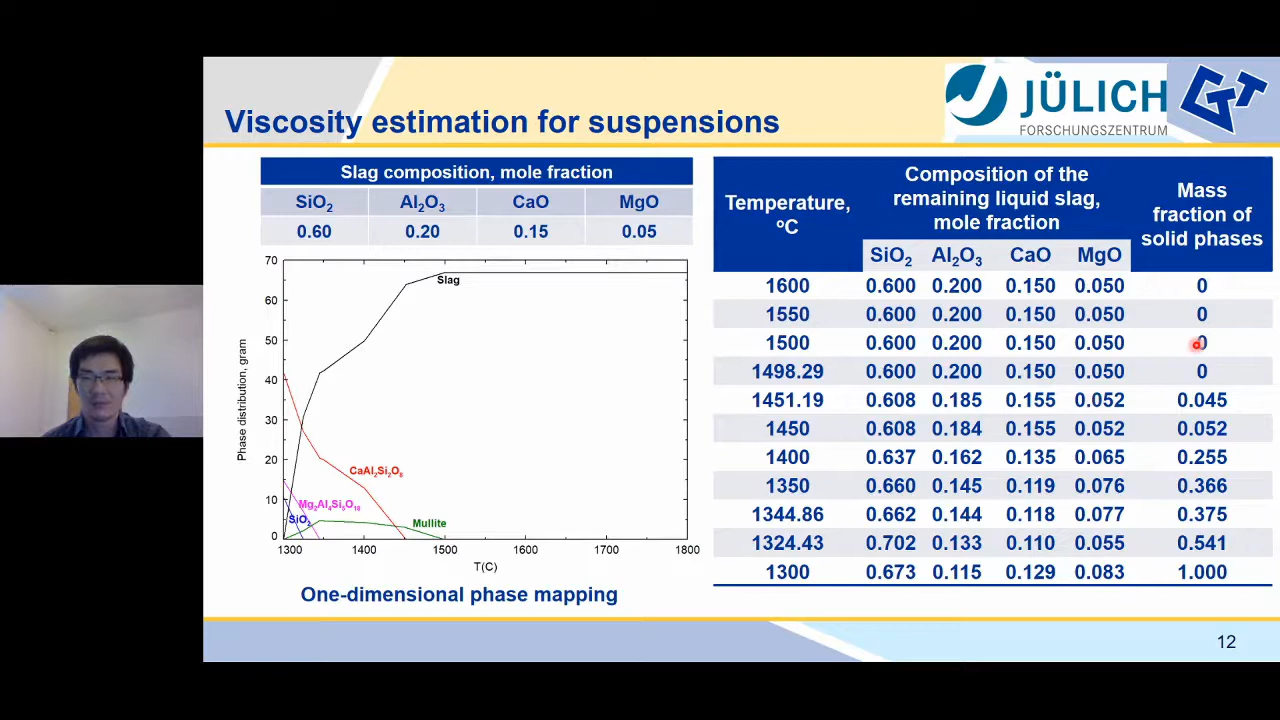 JÜLICH
FORSCHUNGSZENTRUM
GTT
Viscosity estimation for suspensions
Slag composition, mole fraction
SiO₂ Al₂O₃ CaO MgO
0.60 0.20 0.15 0.05
70
60
50
40
30
20
10
0
Phase distribution, gram
Slag
CaAl₂Si₂O₈
Mg₂Al₄Si₅O₁₈
SiO₂
Mullite
1300 1400 1500 1600 1700 1800
T(C)
One-dimensional phase mapping
Temperature,
ºC
Composition of the
remaining liquid slag,
mole fraction
Mass
fraction of
solid phases
SiO₂ Al₂O₃ CaO MgO
1600 0.600 0.200 0.150 0.050 0
1550 0.600 0.200 0.150 0.050 0
1500 0.600 0.200 0.150 0.050 0
1498.29 0.600 0.200 0.150 0.050 0
1451.19 0.608 0.185 0.155 0.052 0.045
1450 0.608 0.184 0.155 0.052 0.052
1400 0.637 0.162 0.135 0.065 0.255
1350 0.660 0.145 0.119 0.076 0.366
1344.86 0.662 0.144 0.118 0.077 0.375
1324.43 0.702 0.133 0.110 0.055 0.541
1300 0.673 0.115 0.129 0.083 1.000
12